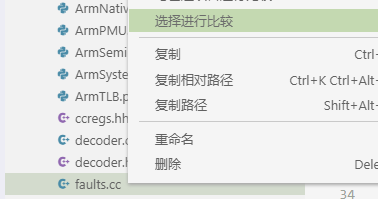 ArmNativ
选择进行比较
ArmPMU
ArmSemi
复制 Ctrl+
ArmSyste
复制相对路径 Ctrl+K Ctrl+Alt+
ArmTLB.p
复制路径 Shift+Alt+
ccregs.hh
decoder.c
重命名
decoder.h
删除 Dele
faults.cc
34